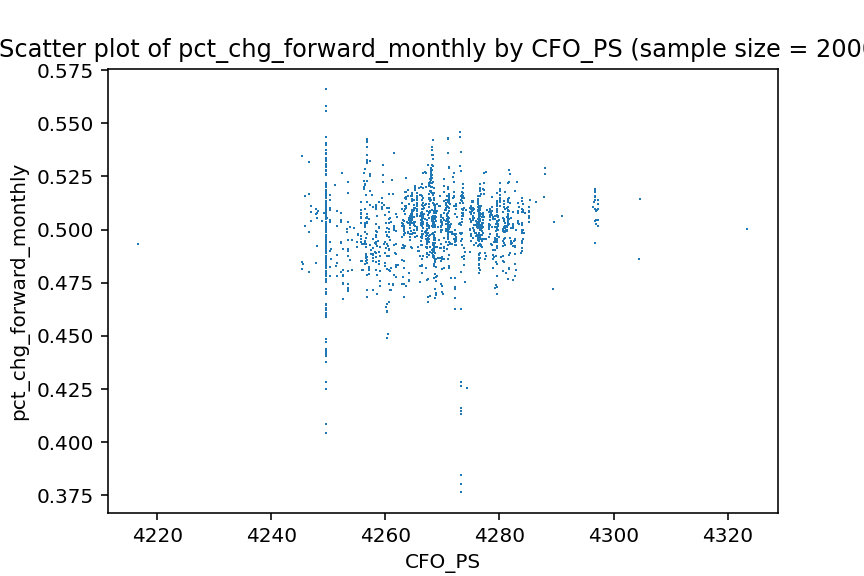 Scatter plot of pct_chg_forward_monthly by CFO_PS (sample size = 200
0.575
0.550
0.525
0.500
0.475
0.450
0.425
0.400
0.375
pct_chg_forward_monthly
4220 4240 4260 4280 4300 4320
CFO_PS